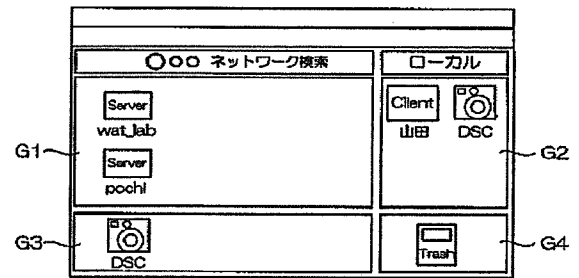 ○○○ ネットワーク検索
ローカル
Server
wat_lab
Server
pochi
Client
山田
DSC
G1
G2
DSC
Trash
G3
G4